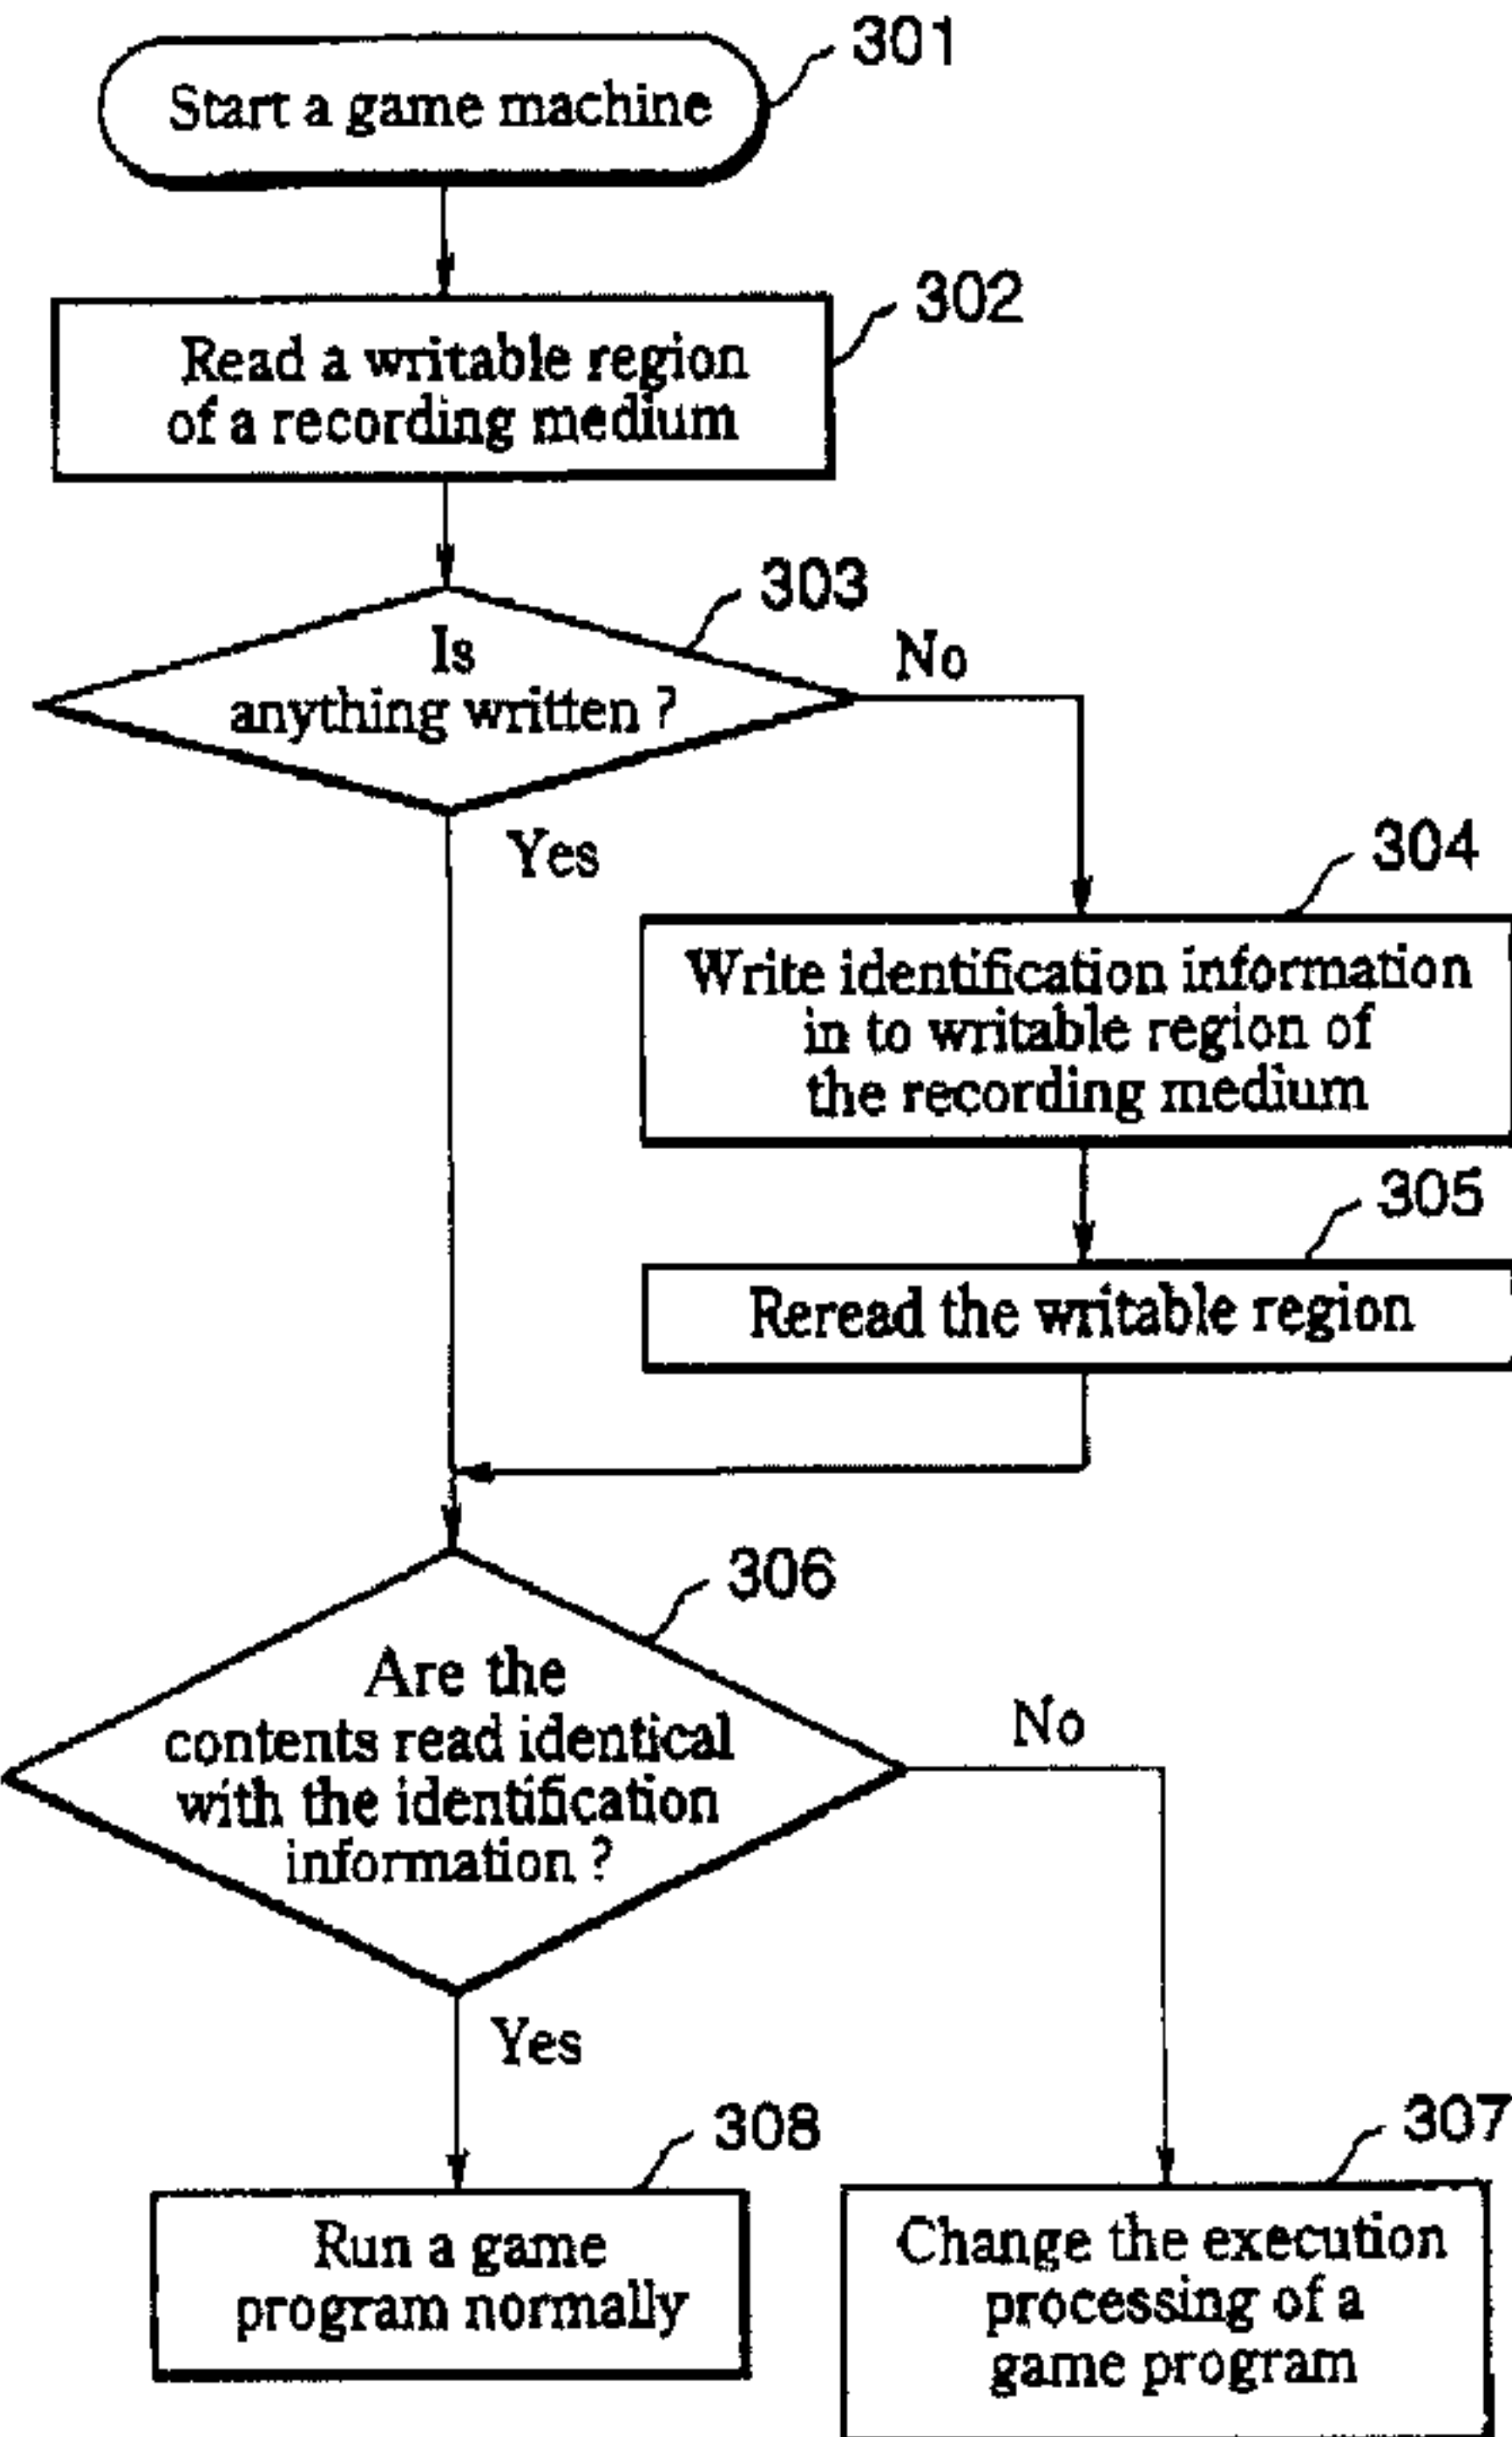 301
Start a game machine
302
Read a writable region
of a recording medium
303
Is
anything written ?
No
Yes
304
Write identification information
in to writable region of
the recording medium
305
Reread the writable region
306
Are the
contents read identical
with the identification
information ?
No
Yes
308
Run a game
program normally
307
Change the execution
processing of a
game program